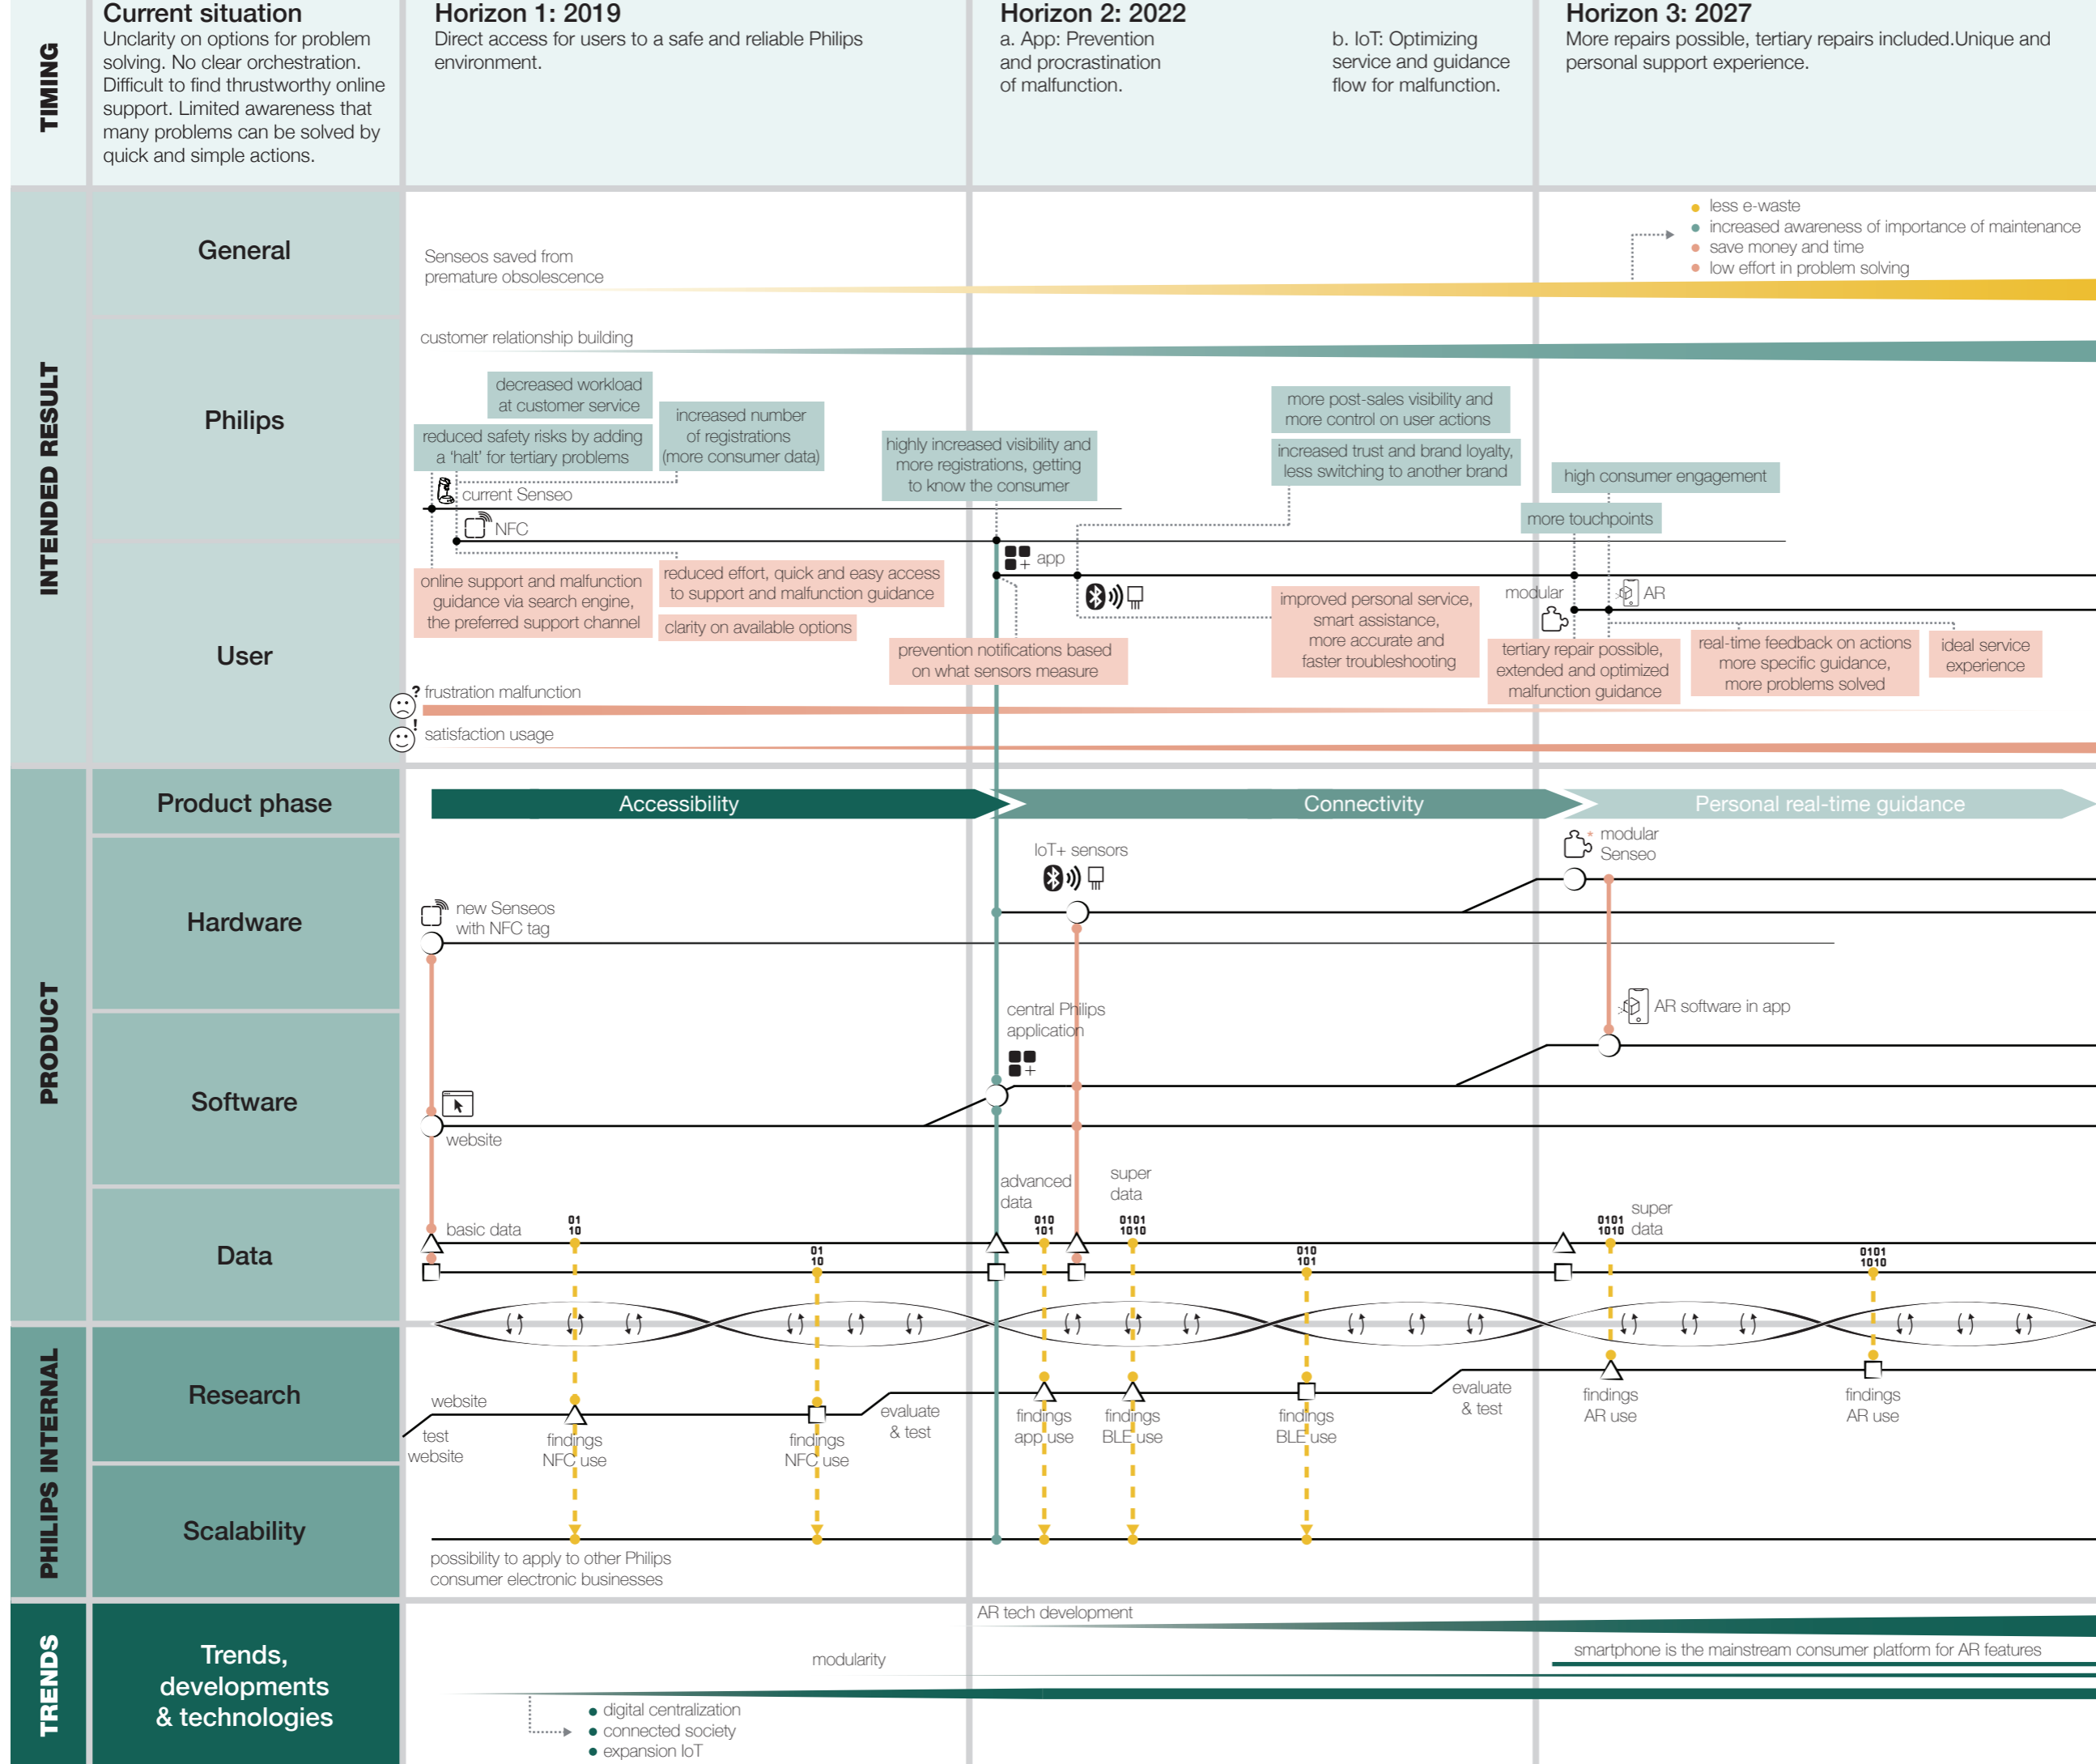 TIMING
Current situation
Unclarity on options for problem
solving. No clear orchestration.
Difficult to find thrustworthy online
support. Limited awareness that
many problems can be solved by
quick and simple actions.
Horizon 1: 2019
Direct access for users to a safe and reliable Philips
environment.
Horizon 2: 2022
a. App: Prevention
and procrastination
of malfunction.
b. IoT: Optimizing
service and guidance
flow for malfunction.
Horizon 3: 2027
More repairs possible, tertiary repairs included.Unique and
personal support experience.
INTENDED RESULT
General
Senseos saved from
premature obsolescence
less e-waste
increased awareness of importance of maintenance
save money and time
low effort in problem solving
Philips
customer relationship building
decreased workload
at customer service
reduced safety risks by adding
a 'halt' for tertiary problems
increased number
of registrations
(more consumer data)
highly increased visibility and
more registrations, getting
to know the consumer
more post-sales visibility and
more control on user actions
increased trust and brand loyalty,
less switching to another brand
high consumer engagement
more touchpoints
current Senseo
NFC
app
modular
AR
User
online support and malfunction
guidance via search engine,
the preferred support channel
reduced effort, quick and easy access
to support and malfunction guidance
clarity on available options
prevention notifications based
on what sensors measure
improved personal service,
smart assistance,
more accurate and
faster troubleshooting
tertiary repair possible,
extended and optimized
malfunction guidance
real-time feedback on actions
more specific guidance,
more problems solved
ideal service
experience
? frustration malfunction
! satisfaction usage
PRODUCT
Product phase
Accessibility
Connectivity
Personal real-time guidance
Hardware
new Senseos
with NFC tag
IoT+ sensors
* modular
Senseo
Software
website
central Philips
application
AR software in app
Data
basic data
01
10
01
10
advanced
data
010
101
super
data
0101
1010
010
101
0101
1010
super
data
0101
1010
PHILIPS INTERNAL
Research
website
test
website
findings
NFC use
findings
NFC use
evaluate
& test
findings
app use
findings
BLE use
findings
BLE use
evaluate
& test
findings
AR use
findings
AR use
Scalability
possibility to apply to other Philips
consumer electronic businesses
TRENDS
Trends,
developments
& technologies
AR tech development
modularity
smartphone is the mainstream consumer platform for AR features
digital centralization
connected society
expansion IoT